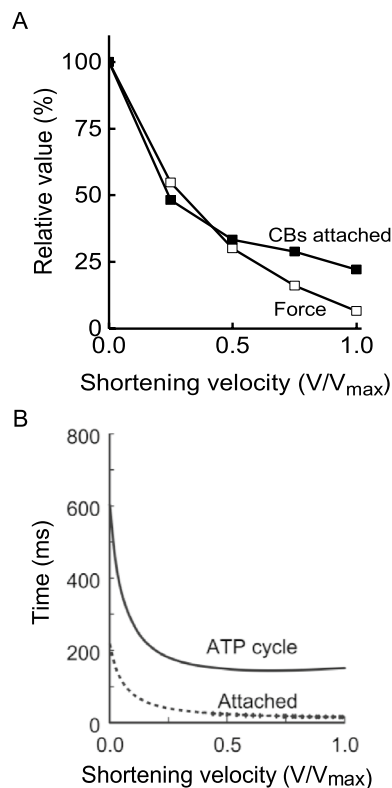 A
Relative value (%)
100
75
50
25
0
CBs attached
Force
0.0 0.5 1.0
Shortening velocity (V/Vmax)
B
Time (ms)
800
600
400
200
0
ATP cycle
Attached
0.0 0.5 1.0
Shortening velocity (V/Vmax)